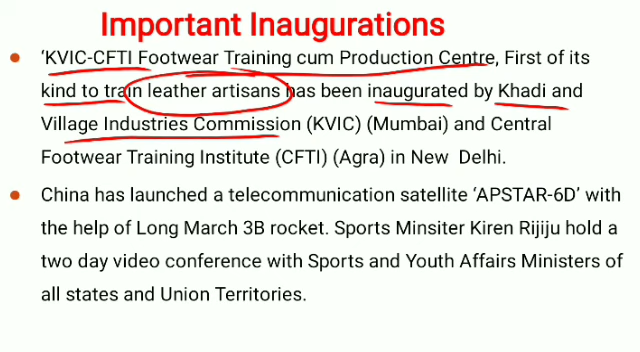 Important Inaugurations
• ‘KVIC-CFTI Footwear Training cum Production Centre, First of its
kind to train leather artisans has been inaugurated by Khadi and
Village Industries Commission (KVIC) (Mumbai) and Central
Footwear Training Institute (CFTI) (Agra) in New Delhi.
• China has launched a telecommunication satellite ‘APSTAR-6D’ with
the help of Long March 3B rocket. Sports Minsiter Kiren Rijiju hold a
two day video conference with Sports and Youth Affairs Ministers of
all states and Union Territories.